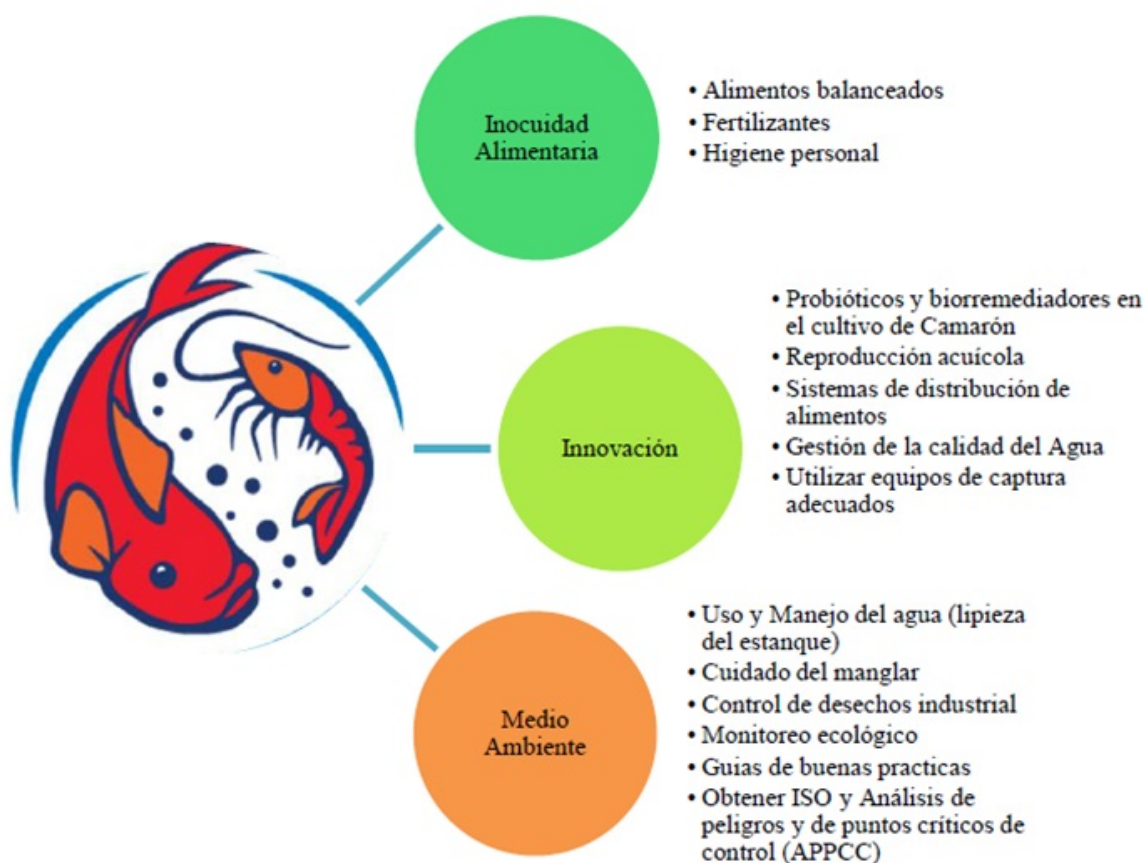 Inocuidad
Alimentaria
• Alimentos balanceados
• Fertilizantes
• Higiene personal
Innovación
• Probióticos y biorremediadores en
el cultivo de Camarón
• Reproducción acuícola
• Sistemas de distribución de
alimentos
• Gestión de la calidad del Agua
• Utilizar equipos de captura
adecuados
Medio
Ambiente
• Uso y Manejo del agua (lipieza
del estanque)
• Cuidado del manglar
• Control de desechos industrial
• Monitoreo ecológico
• Guias de buenas practicas
• Obtener ISO y Análisis de
peligros y de puntos críticos de
control (APPCC)